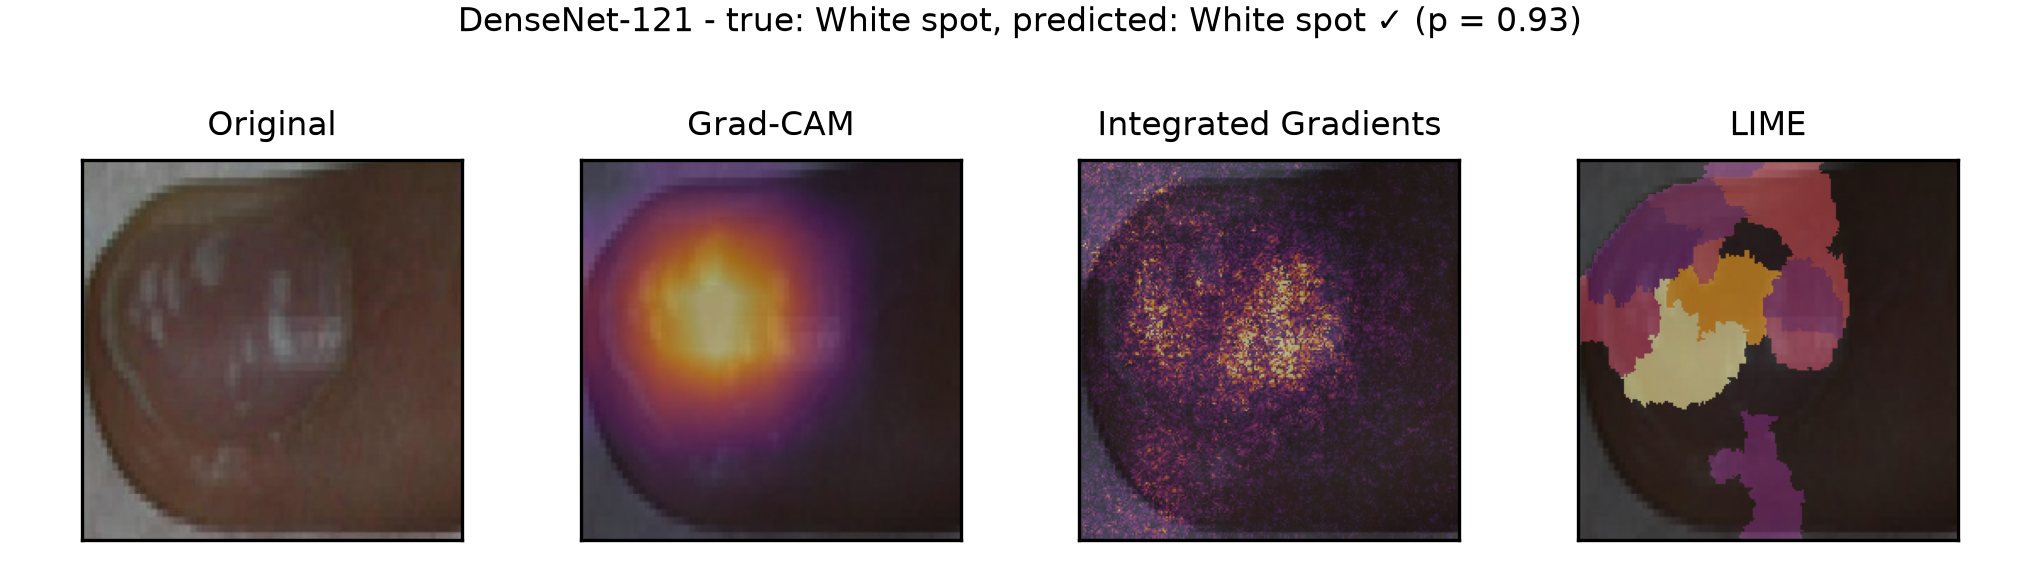 DenseNet-121 - true: White spot, predicted: White spot ✓ (p = 0.93)
Original
Grad-CAM
Integrated Gradients
LIME